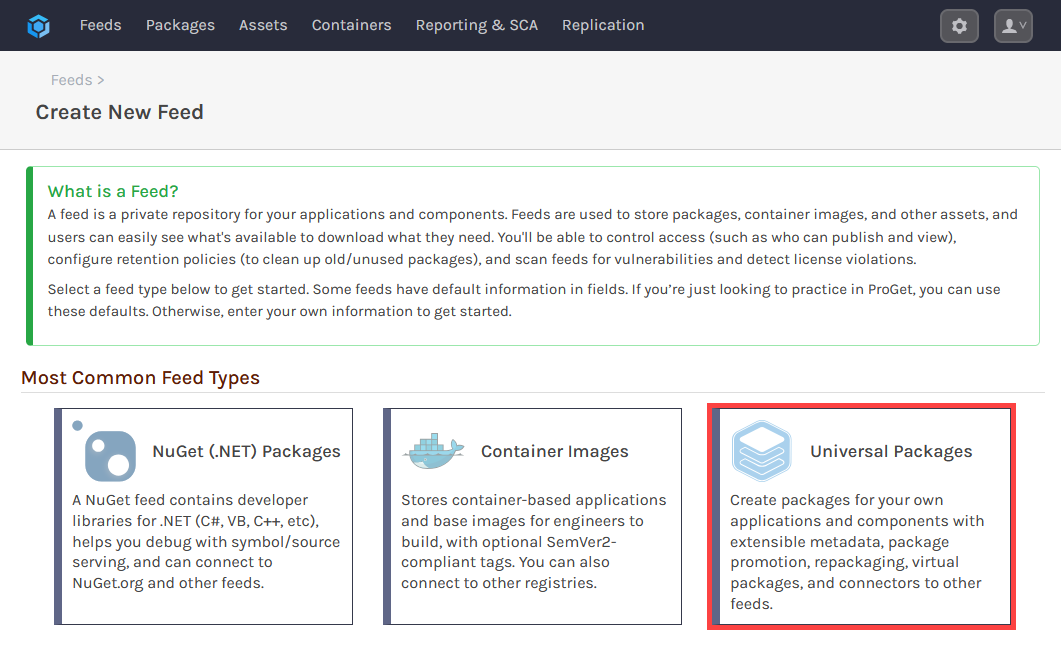 Feeds Packages Assets Containers Reporting & SCA Replication
Feeds >
Create New Feed
What is a Feed?
A feed is a private repository for your applications and components. Feeds are used to store packages, container images, and other assets, and
users can easily see what's available to download what they need. You'll be able to control access (such as who can publish and view),
configure retention policies (to clean up old/unused packages), and scan feeds for vulnerabilities and detect license violations.
Select a feed type below to get started. Some feeds have default information in fields. If you’re just looking to practice in ProGet, you can use
these defaults. Otherwise, enter your own information to get started.
Most Common Feed Types
NuGet (.NET) Packages
A NuGet feed contains developer
libraries for .NET (C#, VB, C++, etc),
helps you debug with symbol/source
serving, and can connect to
NuGet.org and other feeds.
Container Images
Stores container-based applications
and base images for engineers to
build, with optional SemVer2-
compliant tags. You can also
connect to other registries.
Universal Packages
Create packages for your own
applications and components with
extensible metadata, package
promotion, repackaging, virtual
packages, and connectors to other
feeds.